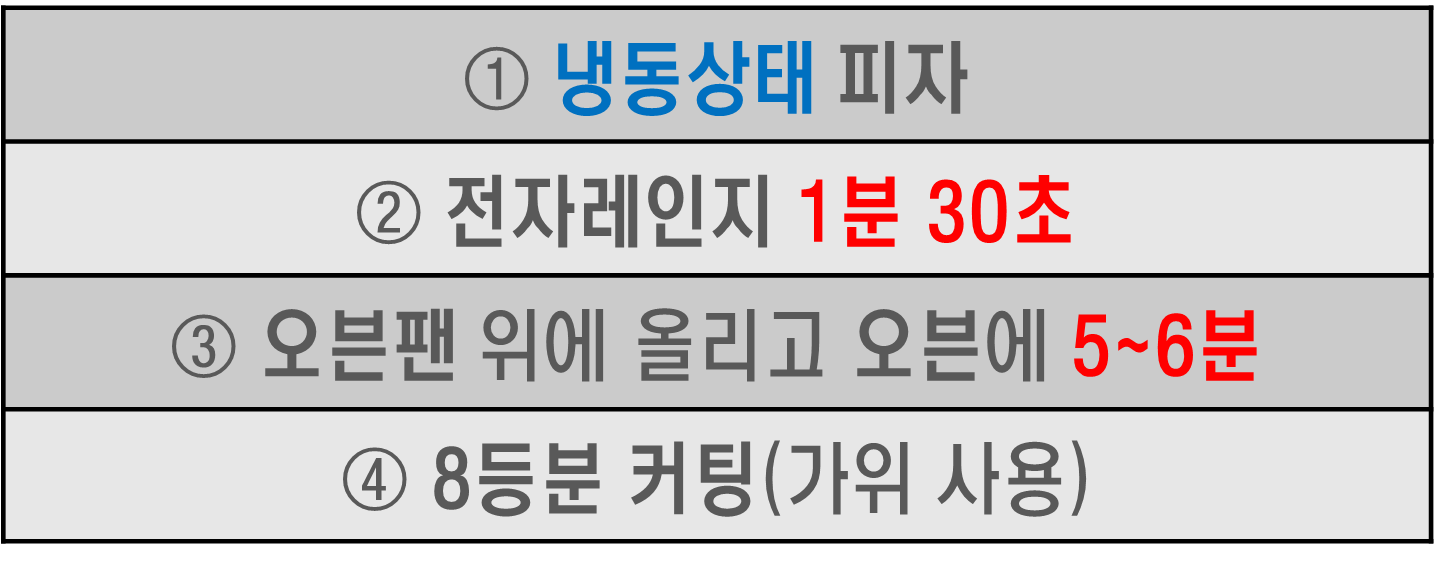 ① 냉동상태 피자
② 전자레인지 1분 30초
③ 오븐팬 위에 올리고 오븐에 5~6분
④ 8등분 커팅(가위 사용)